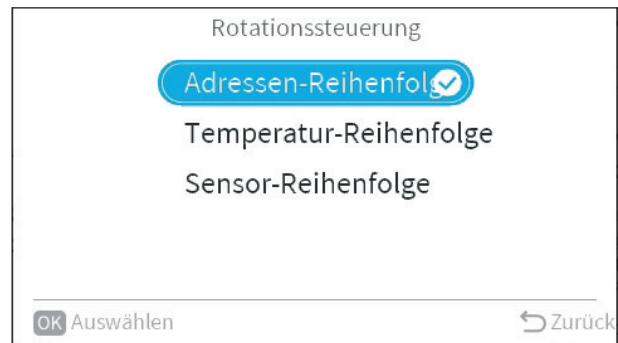 Rotationssteuerung
Adressen-Reihenfolg
Temperatur-Reihenfolge
Sensor-Reihenfolge
OK Auswählen
Zurück